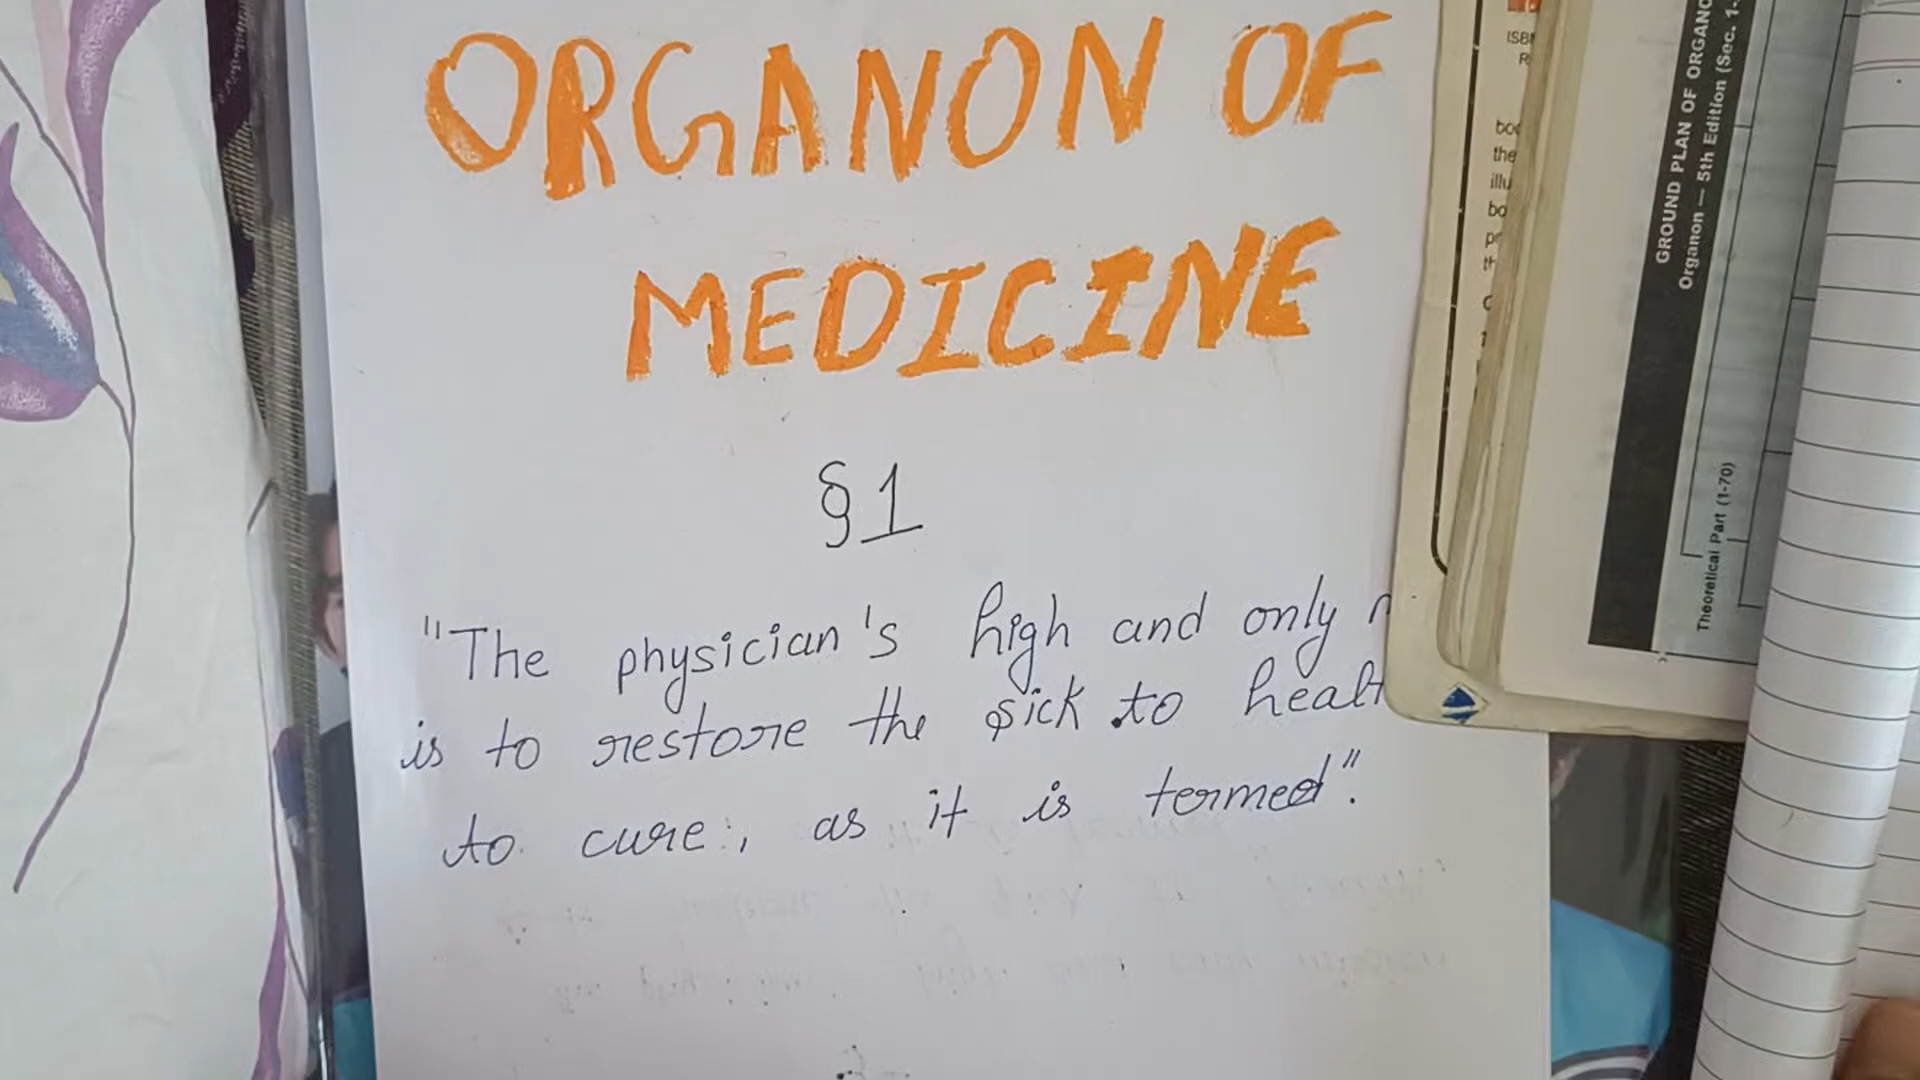 ORGANON OF
MEDICINE
§1
"The physician's high and only
is to restore the sick to
to cure, as it is termed".
ISB
GROUND PLAN OF ORGANO
Organon — 5th Edition (Sec. 1-
Theoretical Part (1-70)